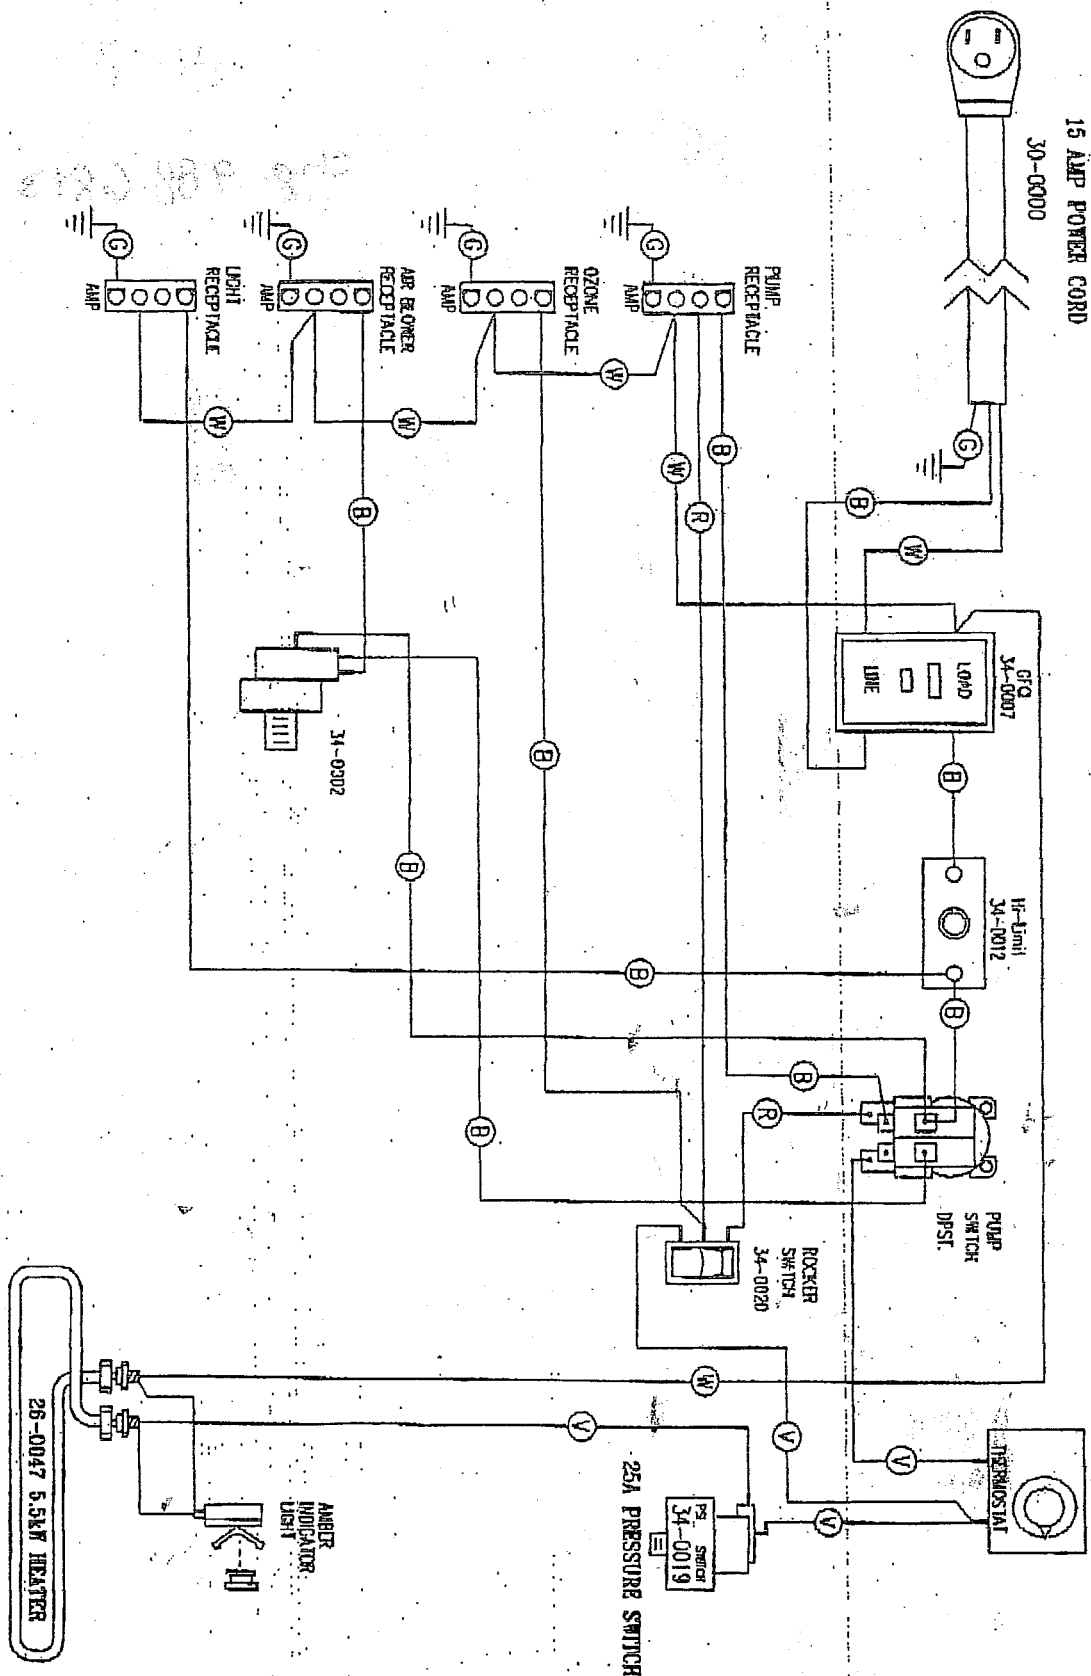 15 AMP POWER CORD
30-0000
G
B
W
GFCI
34-0007
LOAD
LINE
B
Hi-Limit
34-0012
B
PUMP
SWITCH
DPST.
THERMOSTAT
V
PUMP
RECEPTACLE
AMP
G
B
R
W
B
R
ROCKER
SWITCH
34-0020
V
V
OZONE
RECEPTACLE
AMP
G
W
B
AIR BLOWER
RECEPTACLE
AMP
G
W
B
34-0002
B
B
LIGHT
RECEPTACLE
AMP
G
W
B
W
V
25A PRESSURE SWITCH
SWITCH
34-0019
AMBER
INDICATOR
LIGHT
26-0047 5.5kW HEATER